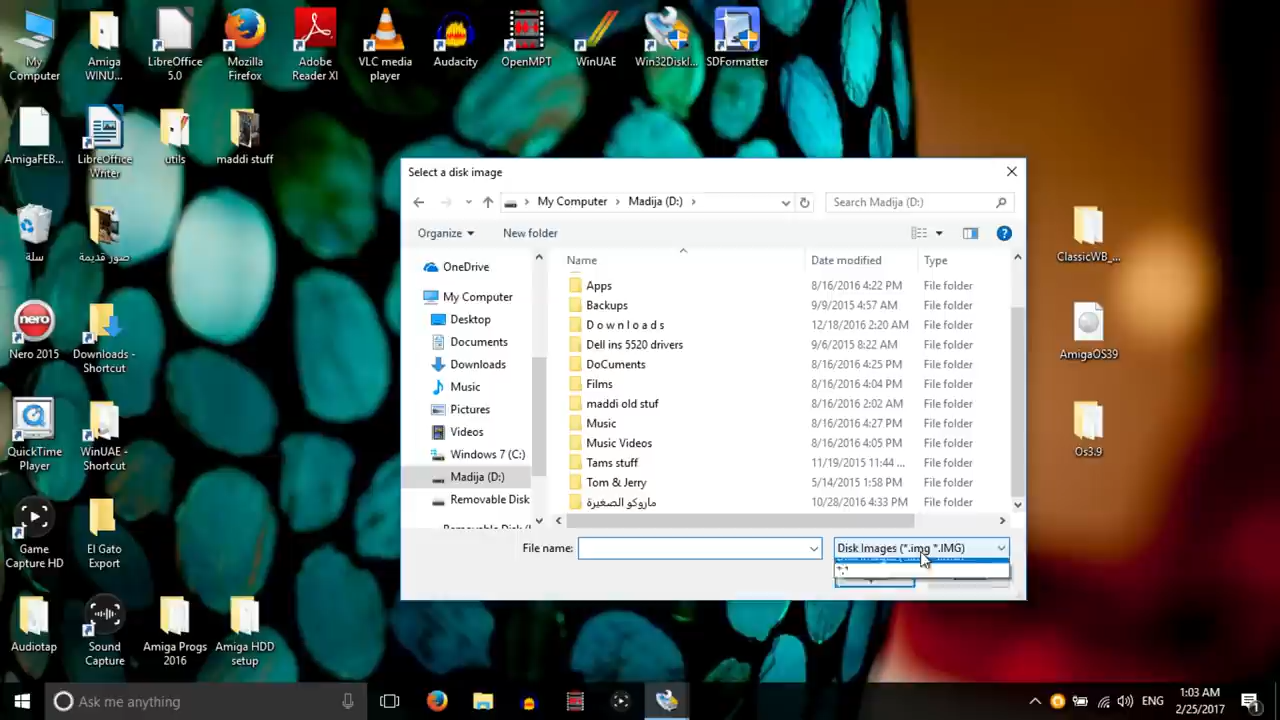 My Computer
Amiga WINU...
LibreOffice 5.0
Mozilla Firefox
Adobe Reader XI
VLC media player
Audacity
OpenMPT
WinUAE
Win32DiskI...
SDFormatter
AmigaFEB...
LibreOffice Writer
utils
maddi stuff
سلة
صور قديمة
nero
Nero 2015
Downloads - Shortcut
QuickTime Player
WinUAE - Shortcut
Game Capture HD
El Gato Export
Audiotap
Sound Capture
Amiga Progs 2016
Amiga HDD setup
ClassicWB_...
AmigaOS39
Os3.9
Select a disk image
My Computer
Madija (D:)
Search Madija (D:)
Organize
New folder
OneDrive
My Computer
Desktop
Documents
Downloads
Music
Pictures
Videos
Windows 7 (C:)
Madija (D:)
Removable Disk
Name Date modified Type
Apps 8/16/2016 4:22 PM File folder
Backups 9/9/2015 4:57 AM File folder
D o w n l o a d s 12/18/2016 2:20 AM File folder
Dell ins 5520 drivers 9/6/2015 8:22 AM File folder
DoCuments 8/16/2016 4:25 PM File folder
Films 8/16/2016 4:04 PM File folder
maddi old stuf 8/16/2016 2:02 AM File folder
Music 8/16/2016 4:27 PM File folder
Music Videos 8/16/2016 4:05 PM File folder
Tams stuff 11/19/2015 11:44 ... File folder
Tom & Jerry 5/14/2015 1:58 PM File folder
ماروكو الصغيرة 10/28/2016 4:33 PM File folder
File name:
Disk Images (*.img *.IMG)
*.*
Ask me anything
ENG
1:03 AM
2/25/2017
1